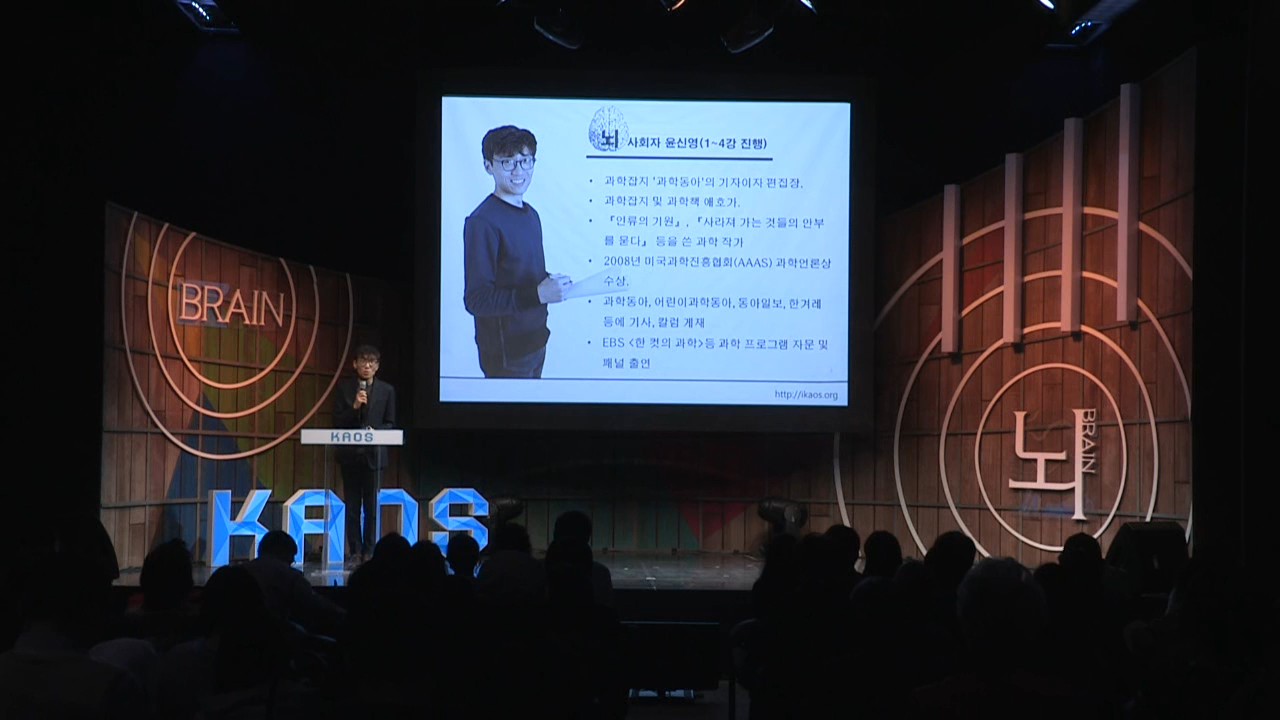 뇌 사회자 윤신영(1~4강 진행)
• 과학잡지 '과학동아'의 기자이자 편집장.
• 과학잡지 및 과학책 애호가.
• 『인류의 기원』, 『사라져 가는 것들의 안부
를 묻다』 등을 쓴 과학 작가
• 2008년 미국과학진흥협회(AAAS) 과학언론상
수상.
• 과학동아, 어린이과학동아, 동아일보, 한겨레
등에 기사, 칼럼 게재
• EBS <한 컷의 과학>등 과학 프로그램 자문 및
패널 출연
http://ikaos.org
BRAIN
KAOS
KAOS
뇌
BRAIN